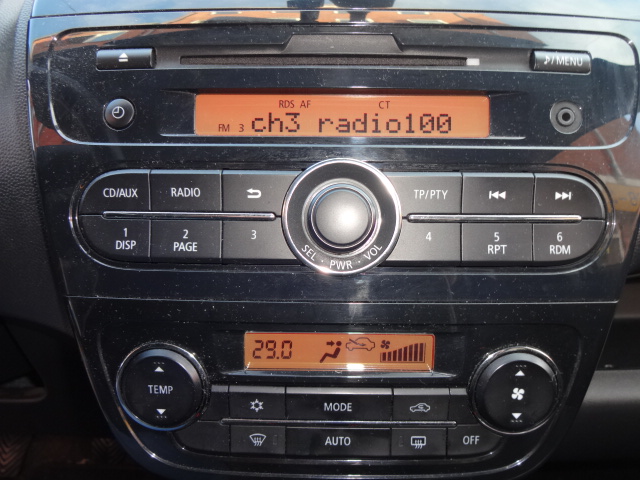 ♪/MENU
RDS AF CT
FM 3 ch3 radio100
CD/AUX RADIO TP/PTY
1 DISP 2 PAGE 3 4 5 RPT 6 RDM
SEL · PWR · VOL
29.0
TEMP
MODE
AUTO OFF